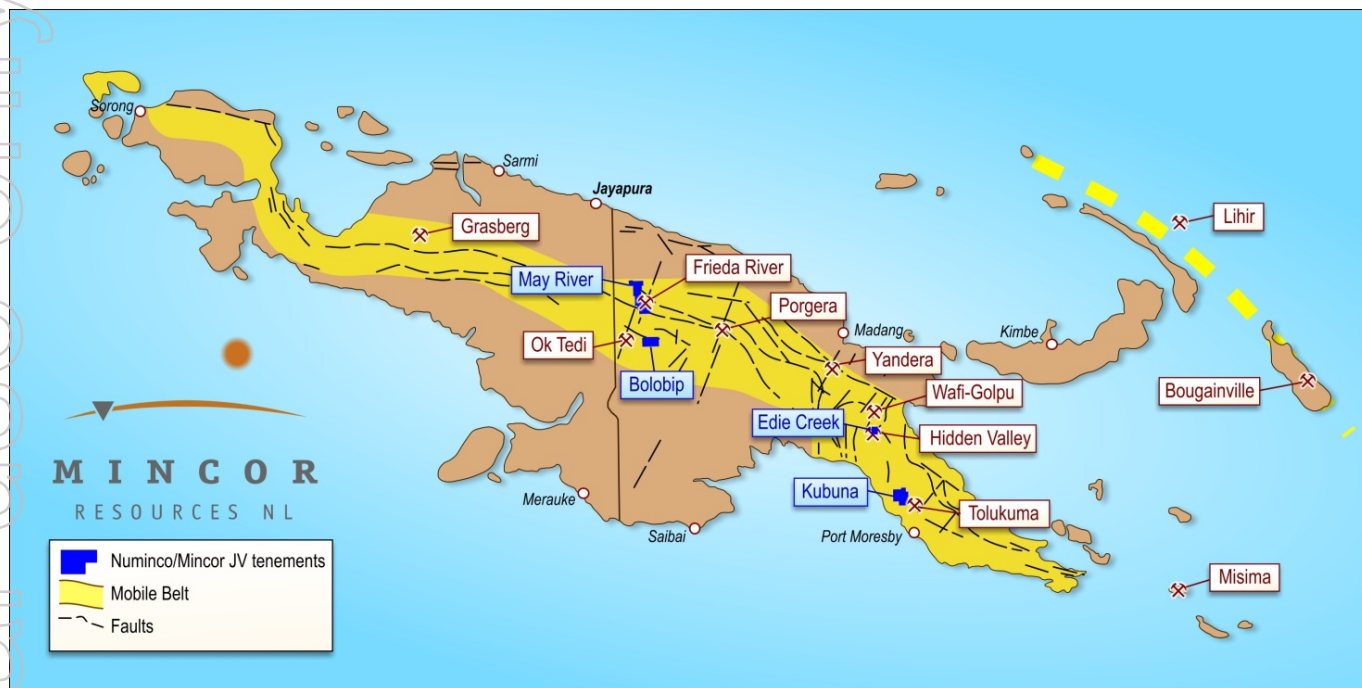 Sorong
Sarmi
Jayapura
Lihir
Grasberg
May River
Frieda River
Porgera
Madang
Kimbe
Ok Tedi
Yandera
Bolobip
Wafi-Golpu
Bougainville
Edie Creek
Hidden Valley
MINCOR
RESOURCES NL
Merauke
Kubuna
Tolukuma
Saibai
Port Moresby
Numinco/Mincor JV tenements
Mobile Belt
Faults
Misima